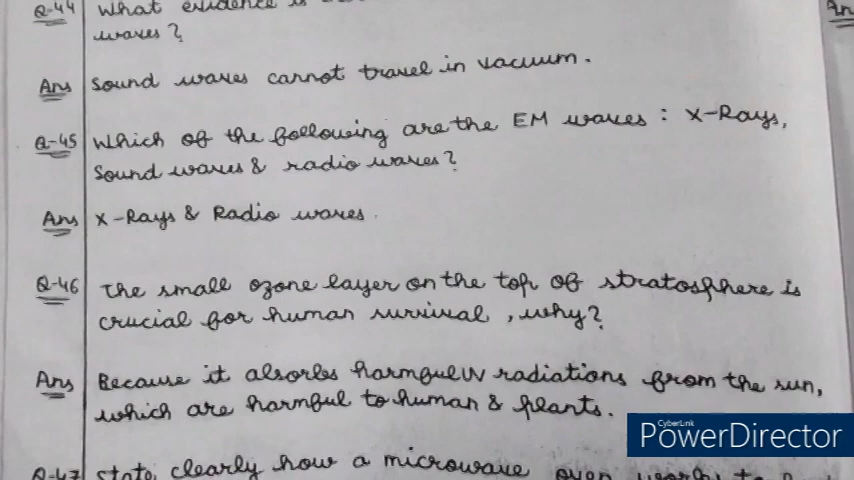 Q-44 What evidence is
waves?
An
Ans Sound waves cannot travel in vacuum.
Q-45 Which of the following are the EM waves : X-Rays,
Sound waves & radio waves?
Ans X-Rays & Radio waves.
Q-46 The small ozone layer on the top of stratosphere is
crucial for human survival, why?
Ans Because it absorbs harmful UV radiations from the sun,
which are harmful to human & plants.
CyberLink
PowerDirector
Q-47 State clearly how a microwave oven works to